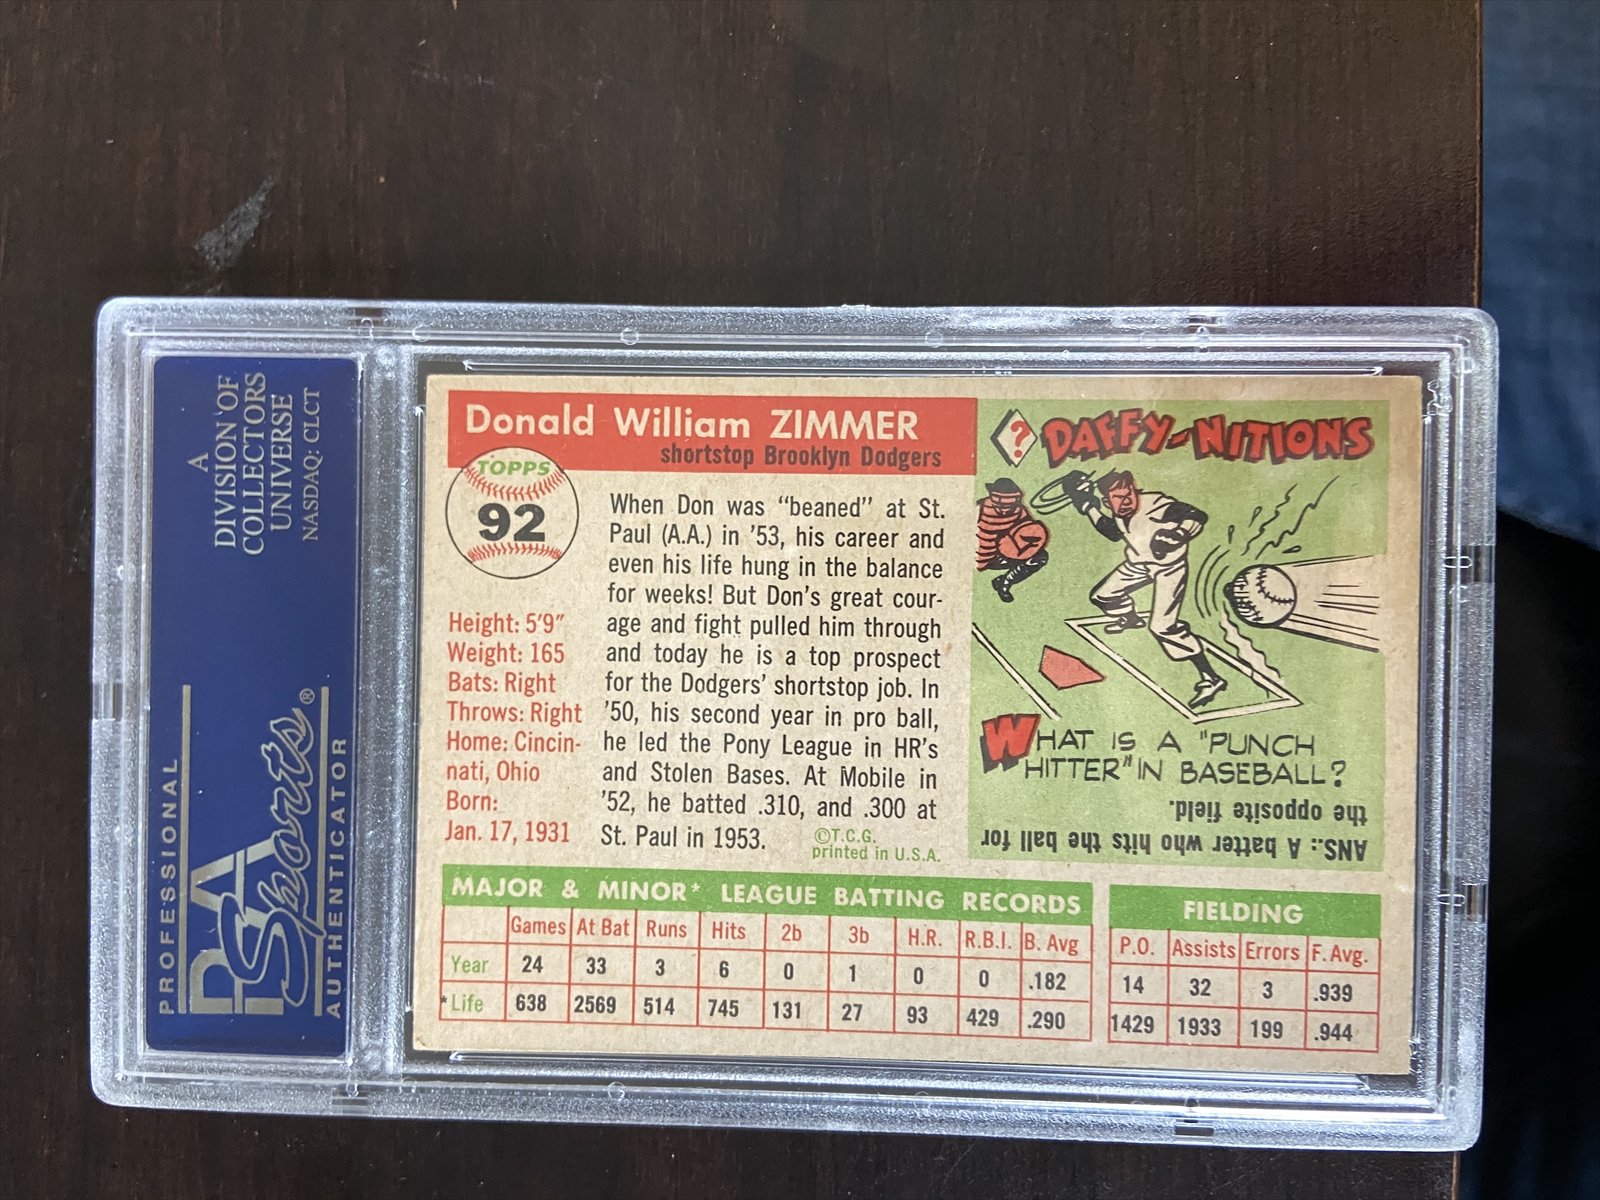 A
DIVISION OF
COLLECTORS
UNIVERSE
NASDAQ: CLCT
PROFESSIONAL
PSA
Sports®
AUTHENTICATOR
Donald William ZIMMER
shortstop Brooklyn Dodgers
TOPPS
92
Height: 5'9"
Weight: 165
Bats: Right
Throws: Right
Home: Cincin-
nati, Ohio
Born:
Jan. 17, 1931
When Don was "beaned" at St.
Paul (A.A.) in '53, his career and
even his life hung in the balance
for weeks! But Don's great cour-
age and fight pulled him through
and today he is a top prospect
for the Dodgers' shortstop job. In
'50, his second year in pro ball,
he led the Pony League in HR's
and Stolen Bases. At Mobile in
'52, he batted .310, and .300 at
St. Paul in 1953.
©T.C.G.
printed in U.S.A.
? DAFFY-NITIONS
WHAT IS A "PUNCH
HITTER" IN BASEBALL?
ANS.: A batter who hits the ball for
the opposite field.
MAJOR & MINOR* LEAGUE BATTING RECORDS
Games At Bat Runs Hits 2b 3b H.R. R.B.I. B. Avg
Year 24 33 3 6 0 1 0 0 .182
*Life 638 2569 514 745 131 27 93 429 .290
FIELDING
P.O. Assists Errors F. Avg.
14 32 3 .939
1429 1933 199 .944